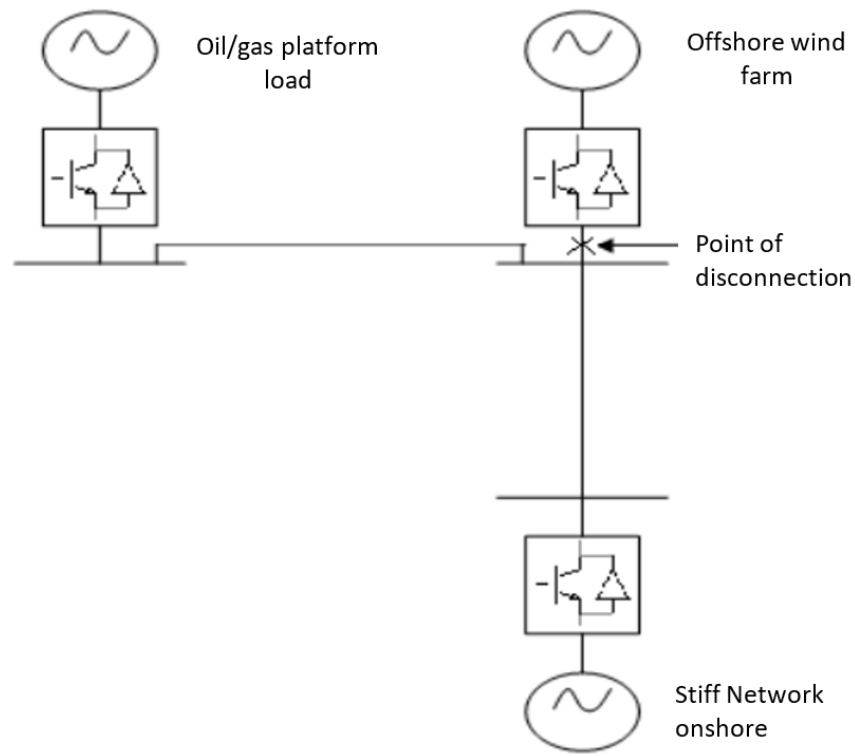 Oil/gas platform
load
Offshore wind
farm
Point of
disconnection
Stiff Network
onshore